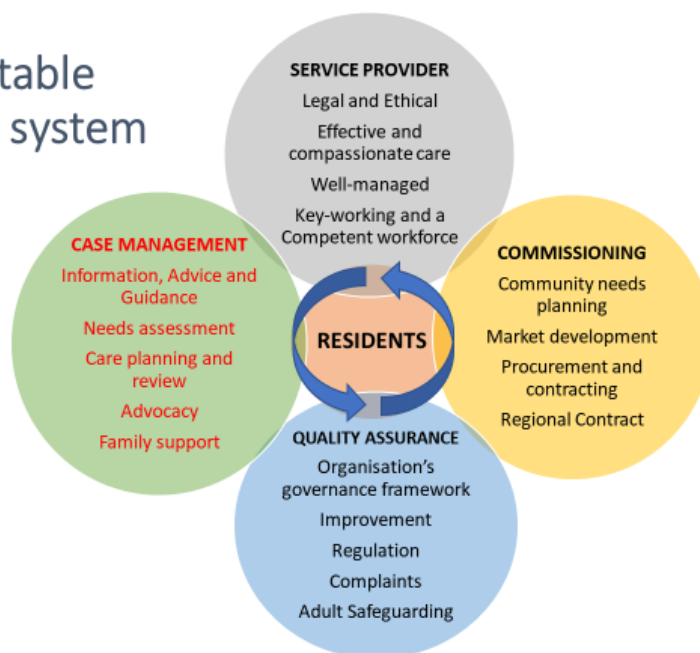 table
system
SERVICE PROVIDER
Legal and Ethical
Effective and
compassionate care
Well-managed
Key-working and a
Competent workforce
CASE MANAGEMENT
Information, Advice and
Guidance
Needs assessment
Care planning and
review
Advocacy
Family support
RESIDENTS
COMMISSIONING
Community needs
planning
Market development
Procurement and
contracting
Regional Contract
QUALITY ASSURANCE
Organisation's
governance framework
Improvement
Regulation
Complaints
Adult Safeguarding